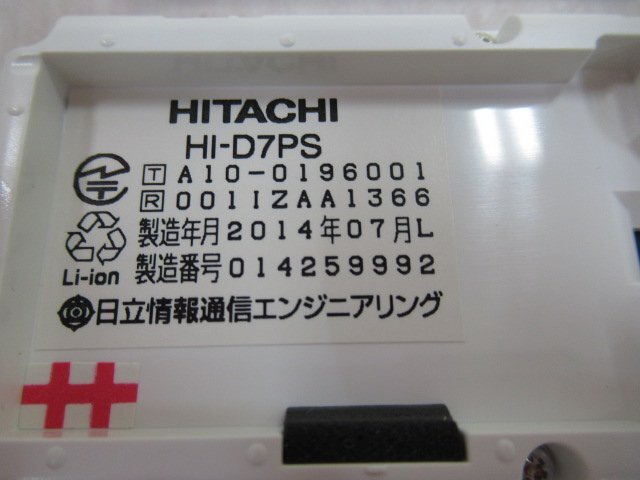 HITACHI
HI-D7PS
T A10-0196001
R 001IZAA1366
製造年月 2014年07月L
Li-ion 製造番号 014259992
日立情報通信エンジニアリング